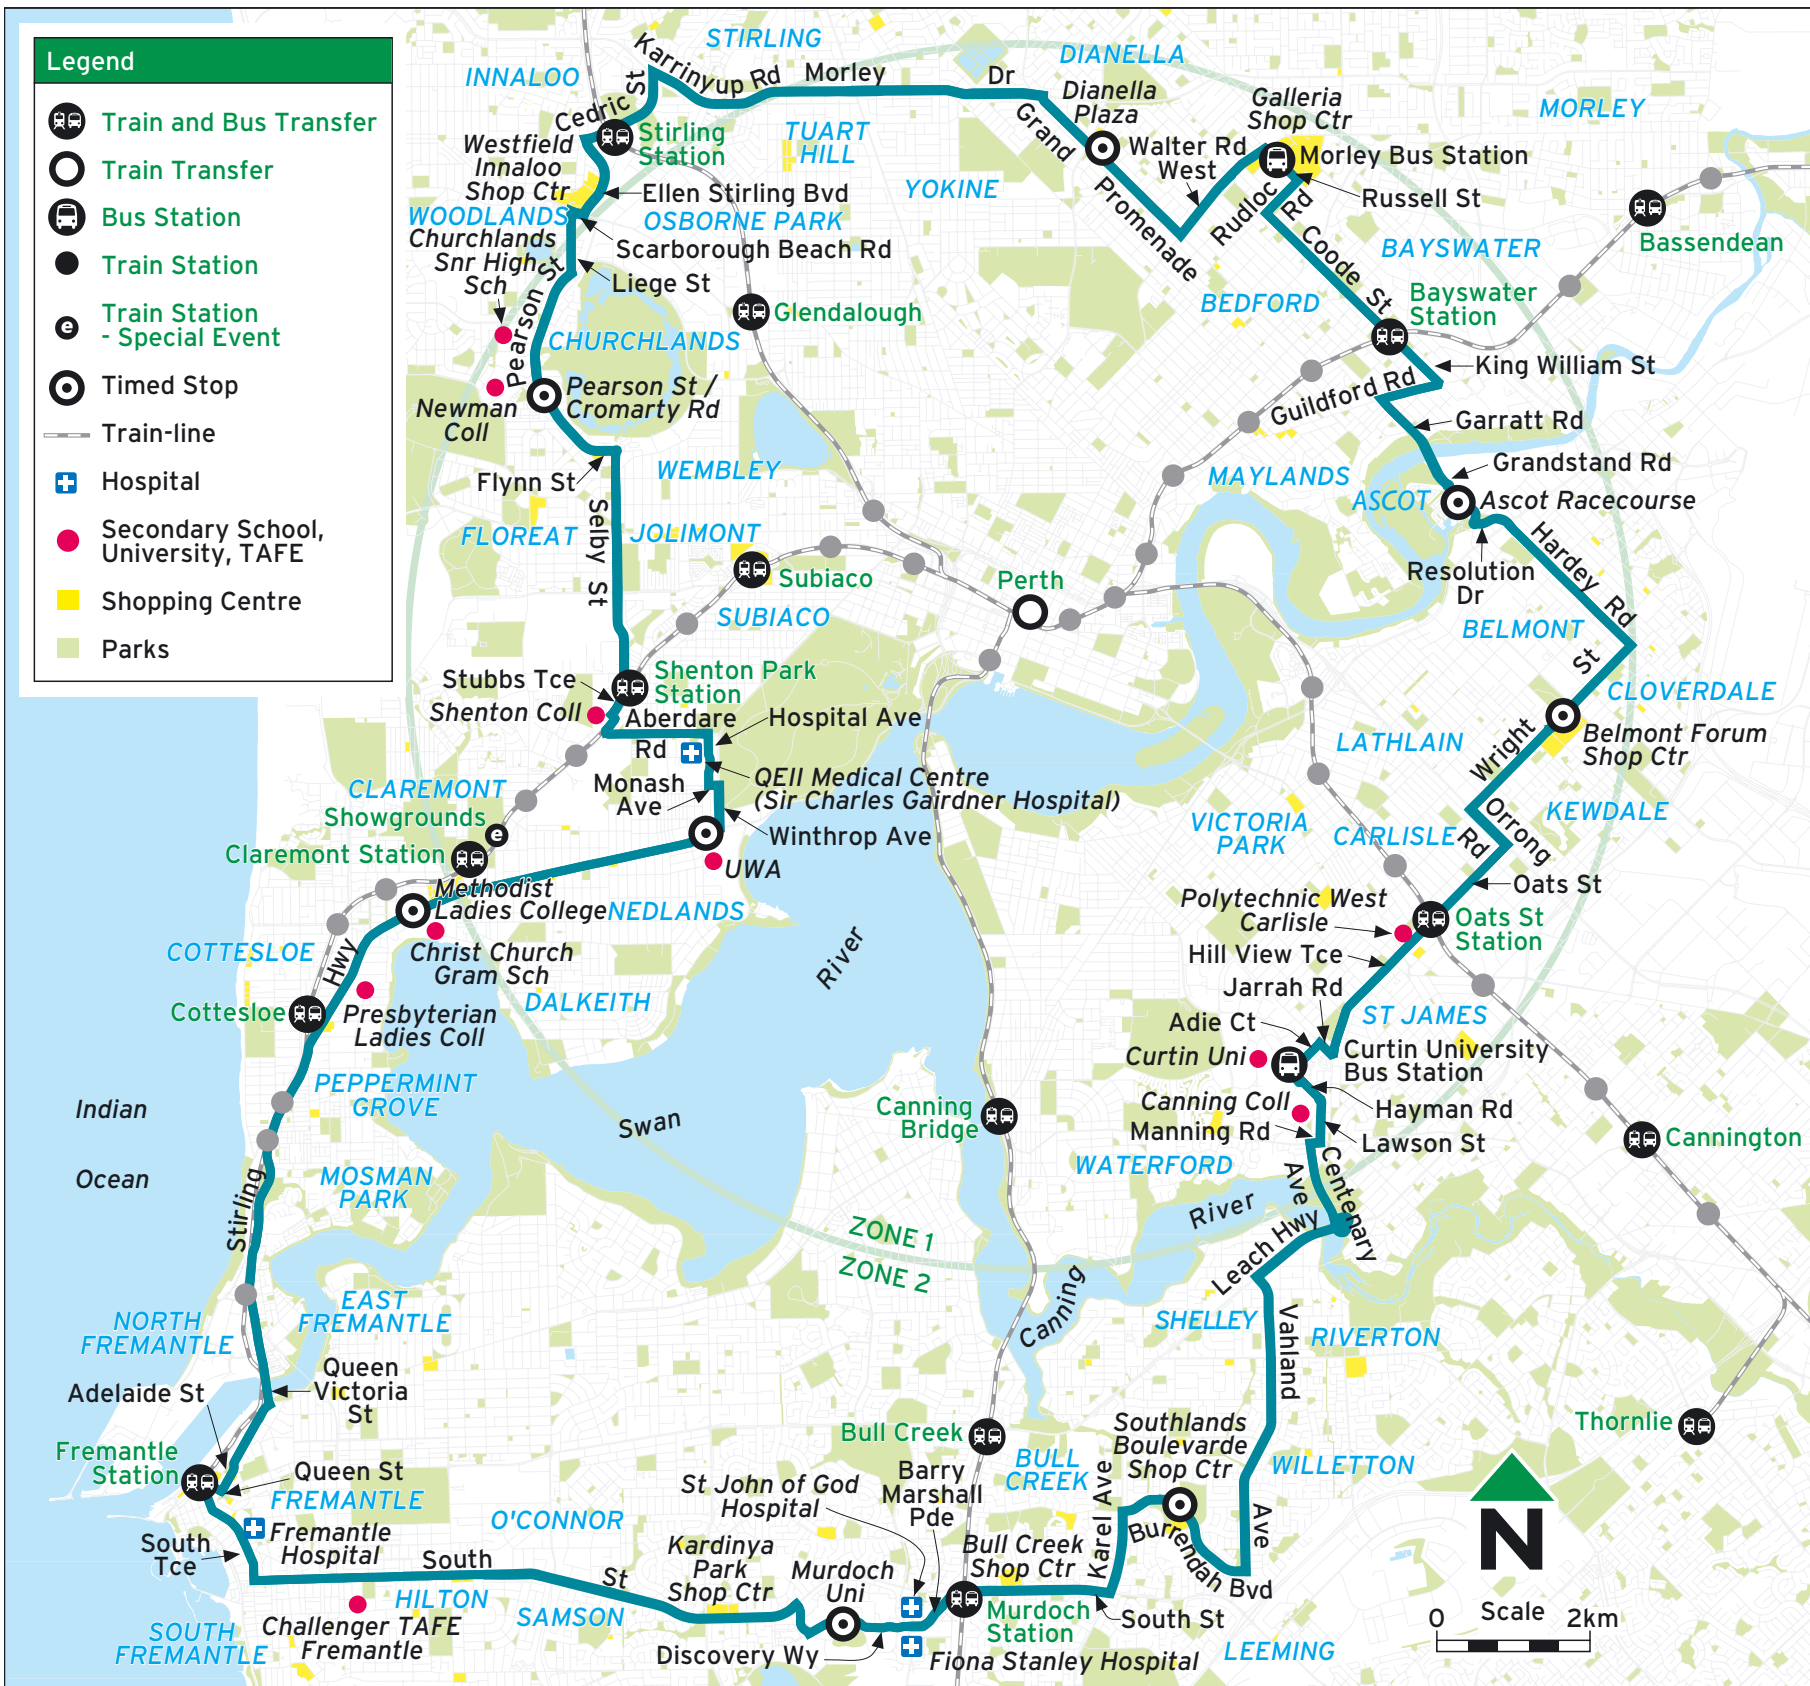 Legend
Train and Bus Transfer
Train Transfer
Bus Station
Train Station
Train Station
- Special Event
Timed Stop
Train-line
Hospital
Secondary School,
University, TAFE
Shopping Centre
Parks
STIRLING
INNALOO
Karrinyup Rd
Morley
Dr
DIANELLA
Dianella
Plaza
Galleria
Shop Ctr
MORLEY
Cedric
St
Stirling
Station
Westfield
Innaloo
Shop Ctr
TUART
HILL
Grand
Promenade
Walter Rd
West
Morley Bus Station
Russell St
Ellen Stirling Bvd
YOKINE
WOODLANDS
OSBORNE PARK
Rudloc
Rd
Bassendean
Churchlands
Snr High
Sch
Scarborough Beach Rd
Liege St
Coode St
BAYSWATER
BEDFORD
Bayswater
Station
Glendalough
Pearson St
CHURCHLANDS
King William St
Guildford Rd
Pearson St /
Cromarty Rd
Newman
Coll
Garratt Rd
Flynn St
WEMBLEY
MAYLANDS
Grandstand Rd
ASCOT
Ascot Racecourse
Selby St
FLOREAT
JOLIMONT
Hardey Rd
Subiaco
Perth
Resolution
Dr
SUBIACO
BELMONT
Stubbs Tce
Shenton Park
Station
Shenton Coll
Aberdare
Rd
Hospital Ave
St
CLOVERDALE
Wright
Belmont Forum
Shop Ctr
LATHLAIN
QEII Medical Centre
(Sir Charles Gairdner Hospital)
Monash
Ave
CLAREMONT
Showgrounds
e
Winthrop Ave
Claremont Station
UWA
VICTORIA
PARK
CARLISLE
Orrong
Rd
KEWDALE
Oats St
Methodist
Ladies College
NEDLANDS
Polytechnic West
Carlisle
Oats St
Station
COTTESLOE
Hwy
Christ Church
Gram Sch
River
Hill View Tce
Jarrah Rd
DALKEITH
Cottesloe
Presbyterian
Ladies Coll
Adie Ct
ST JAMES
Curtin Uni
Curtin University
Bus Station
PEPPERMINT
GROVE
Indian
Ocean
Swan
Canning
Bridge
Canning Coll
Hayman Rd
Manning Rd
Lawson St
Cannington
MOSMAN
PARK
WATERFORD
Centenary
Ave
Stirling
ZONE 1
ZONE 2
River
Leach Hwy
Canning
EAST
FREMANTLE
NORTH
FREMANTLE
SHELLEY
Vahland
Ave
RIVERTON
Queen
Victoria
St
Adelaide St
Fremantle
Station
Queen St
FREMANTLE
Bull Creek
BULL
CREEK
Southlands
Boulevarde
Shop Ctr
Thornlie
WILLETTON
St John of God
Hospital
Barry
Marshall
Pde
Karel Ave
O'CONNOR
Burrendah Bvd
N
Fremantle
Hospital
South
Tce
South
St
Kardinya
Park
Shop Ctr
Murdoch
Uni
Bull Creek
Shop Ctr
HILTON
SAMSON
Murdoch
Station
South St
0 Scale 2km
Challenger TAFE
Fremantle
SOUTH
FREMANTLE
Discovery Wy
Fiona Stanley Hospital
LEEMING